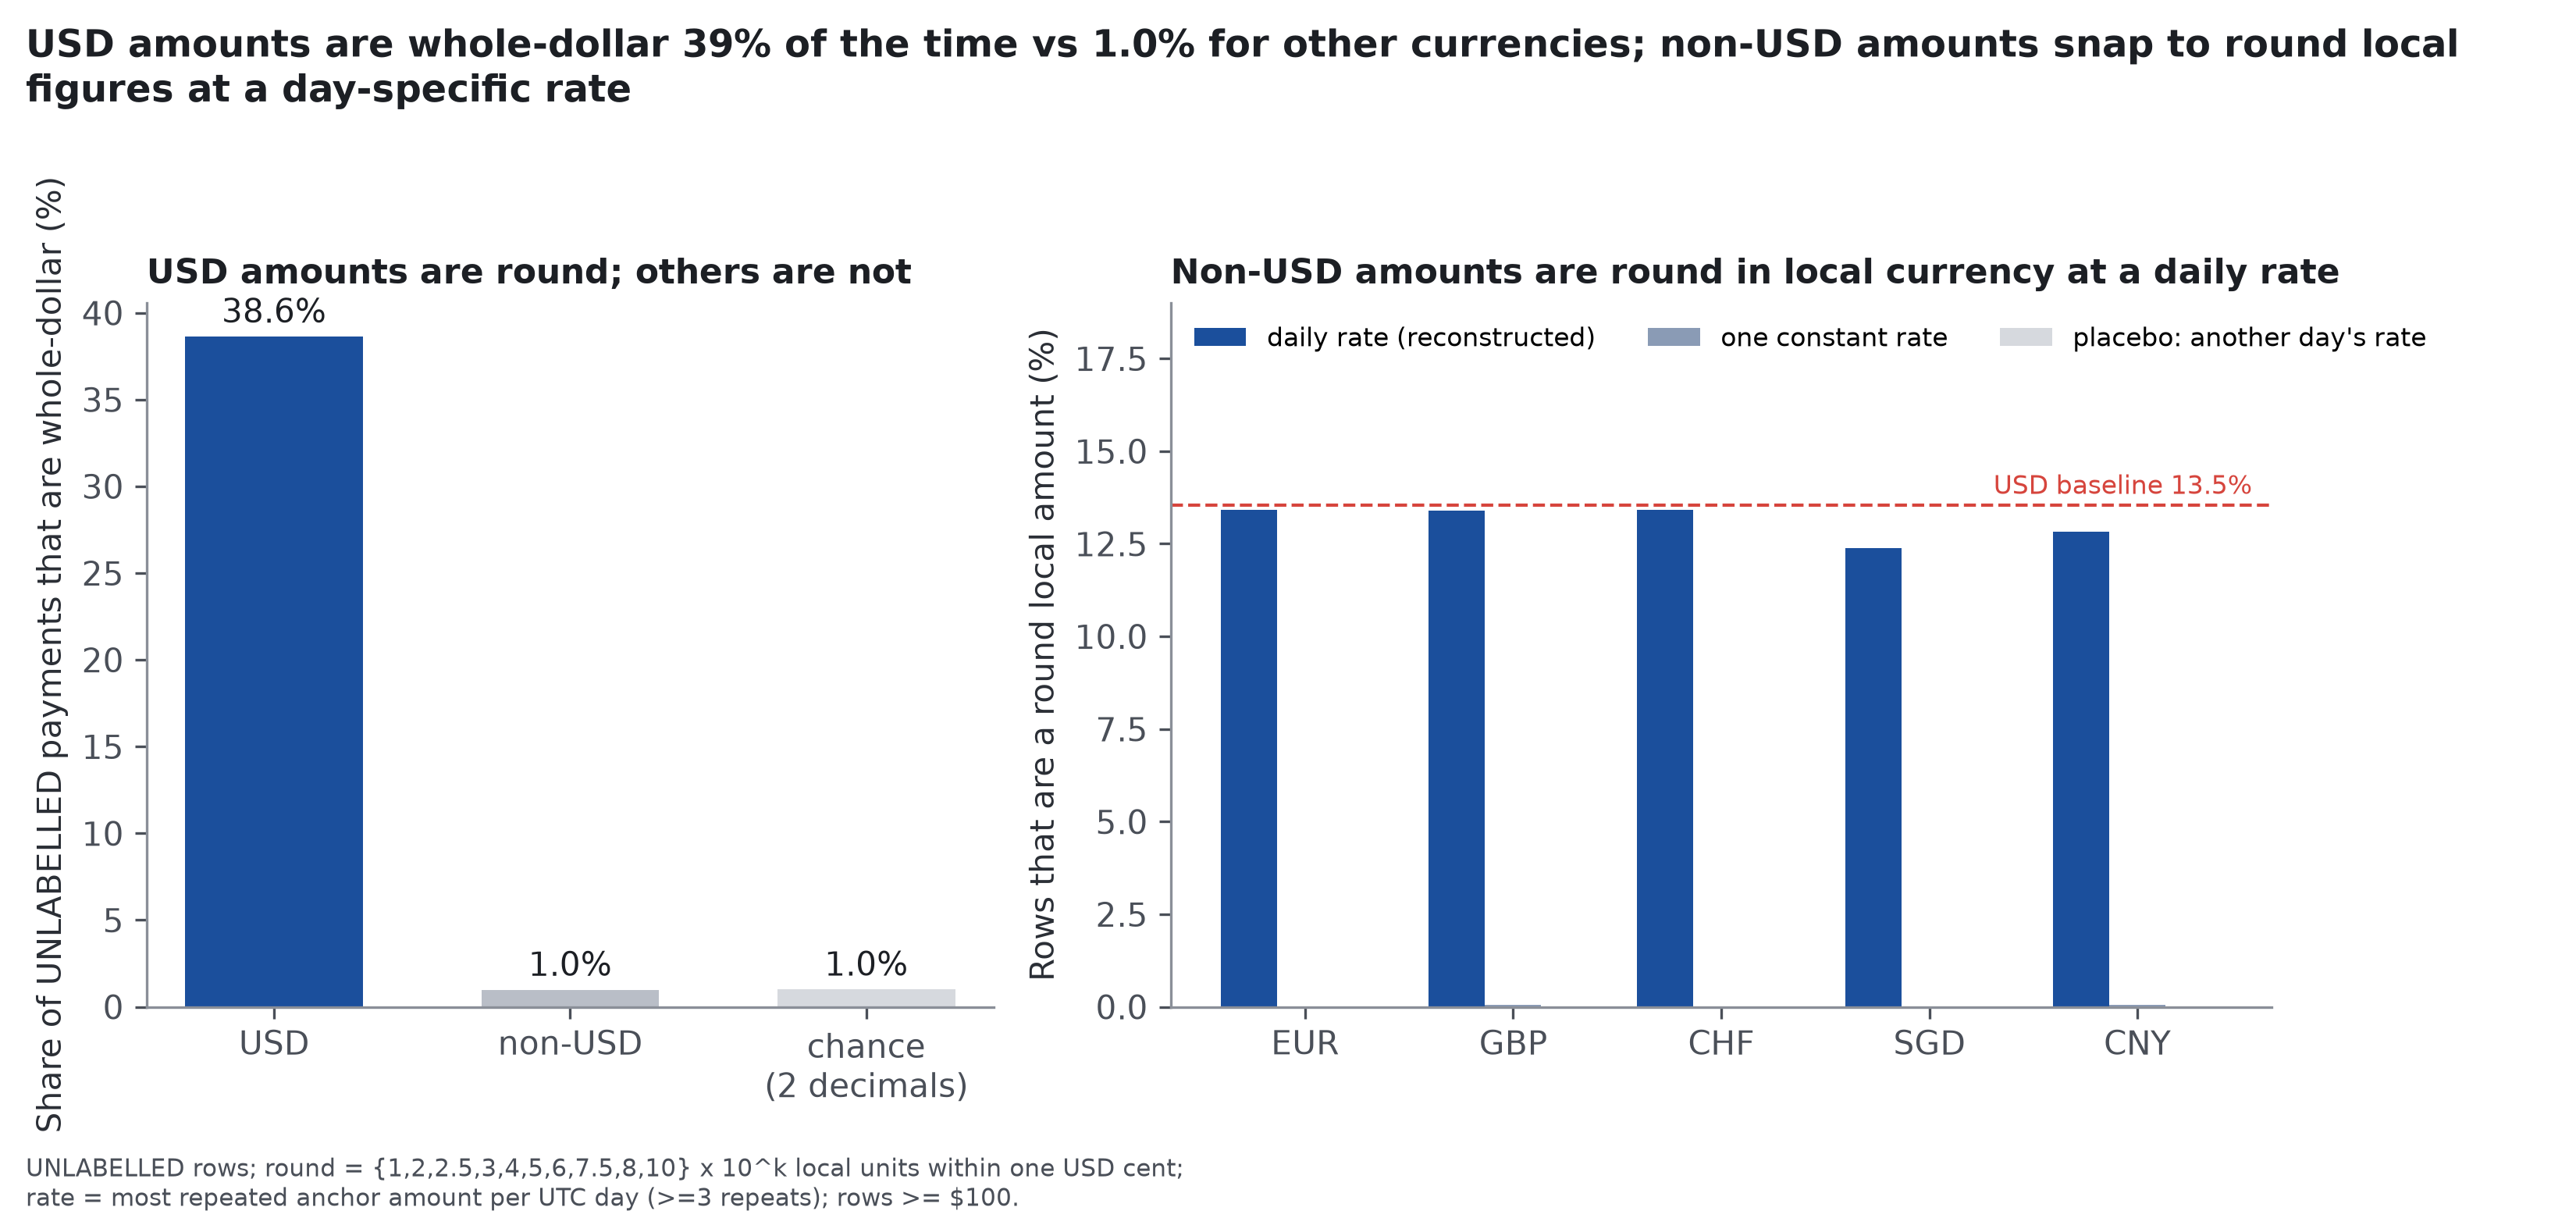 USD amounts are whole-dollar 39% of the time vs 1.0% for other currencies; non-USD amounts snap to round local
figures at a day-specific rate
USD amounts are round; others are not
Share of UNLABELLED payments that are whole-dollar (%)
40
35
30
25
20
15
10
5
0
38.6%
1.0%
1.0%
USD
non-USD
chance
(2 decimals)
Non-USD amounts are round in local currency at a daily rate
Rows that are a round local amount (%)
17.5
15.0
12.5
10.0
7.5
5.0
2.5
0.0
daily rate (reconstructed)
one constant rate
placebo: another day's rate
USD baseline 13.5%
EUR
GBP
CHF
SGD
CNY
UNLABELLED rows; round = {1,2,2.5,3,4,5,6,7.5,8,10} x 10^k local units within one USD cent;
rate = most repeated anchor amount per UTC day (>=3 repeats); rows >= $100.